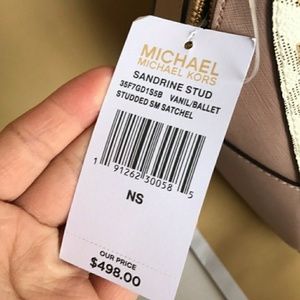 MICHAEL
MICHAEL KORS
SANDRINE STUD
35F7GD1S5B VANIL/BALLET
STUDDED SM SATCHEL
1 91262 30058 5
NS
OUR PRICE
$498.00